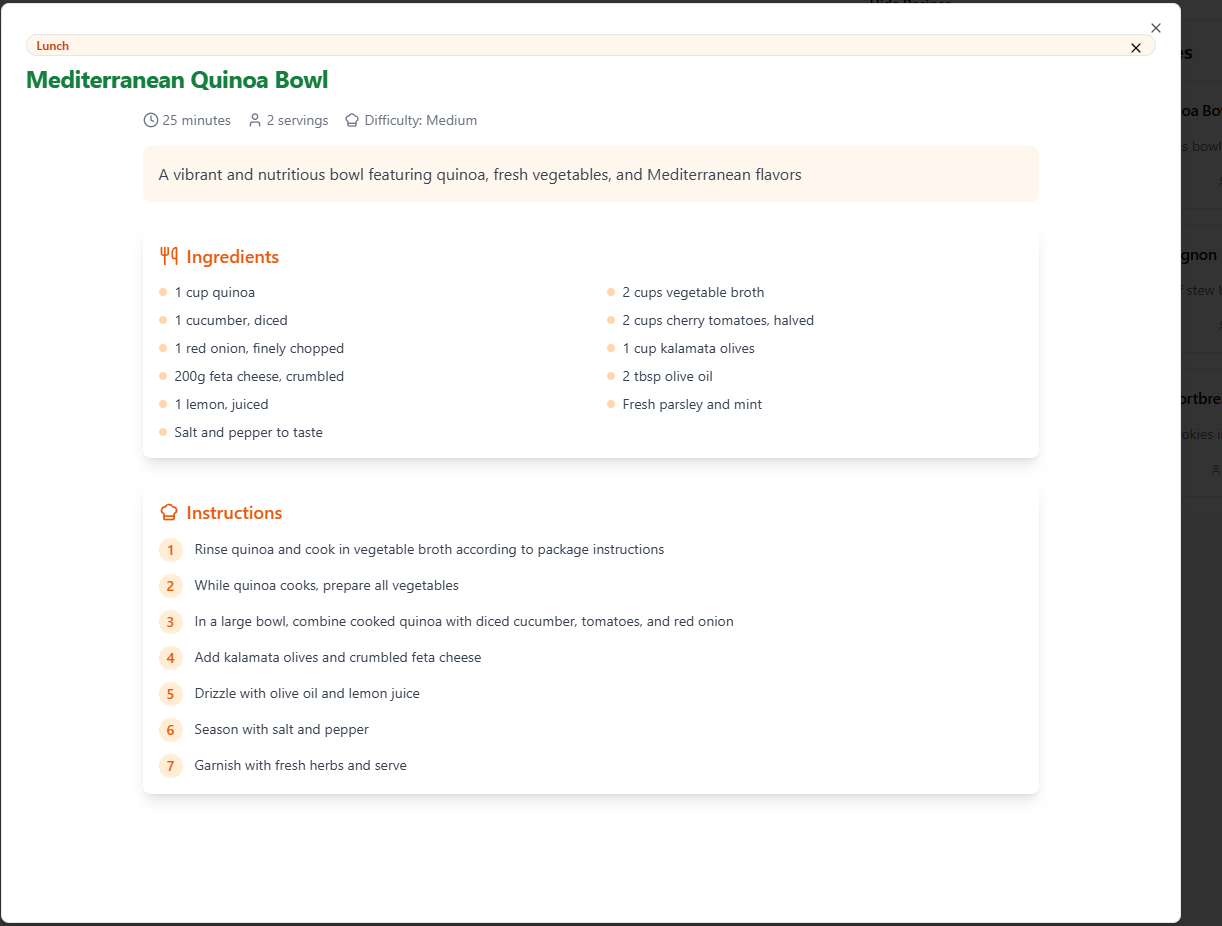 Lunch
Mediterranean Quinoa Bowl
25 minutes 2 servings Difficulty: Medium
A vibrant and nutritious bowl featuring quinoa, fresh vegetables, and Mediterranean flavors
Ingredients
1 cup quinoa
2 cups vegetable broth
1 cucumber, diced
2 cups cherry tomatoes, halved
1 red onion, finely chopped
1 cup kalamata olives
200g feta cheese, crumbled
2 tbsp olive oil
1 lemon, juiced
Fresh parsley and mint
Salt and pepper to taste
Instructions
1 Rinse quinoa and cook in vegetable broth according to package instructions
2 While quinoa cooks, prepare all vegetables
3 In a large bowl, combine cooked quinoa with diced cucumber, tomatoes, and red onion
4 Add kalamata olives and crumbled feta cheese
5 Drizzle with olive oil and lemon juice
6 Season with salt and pepper
7 Garnish with fresh herbs and serve